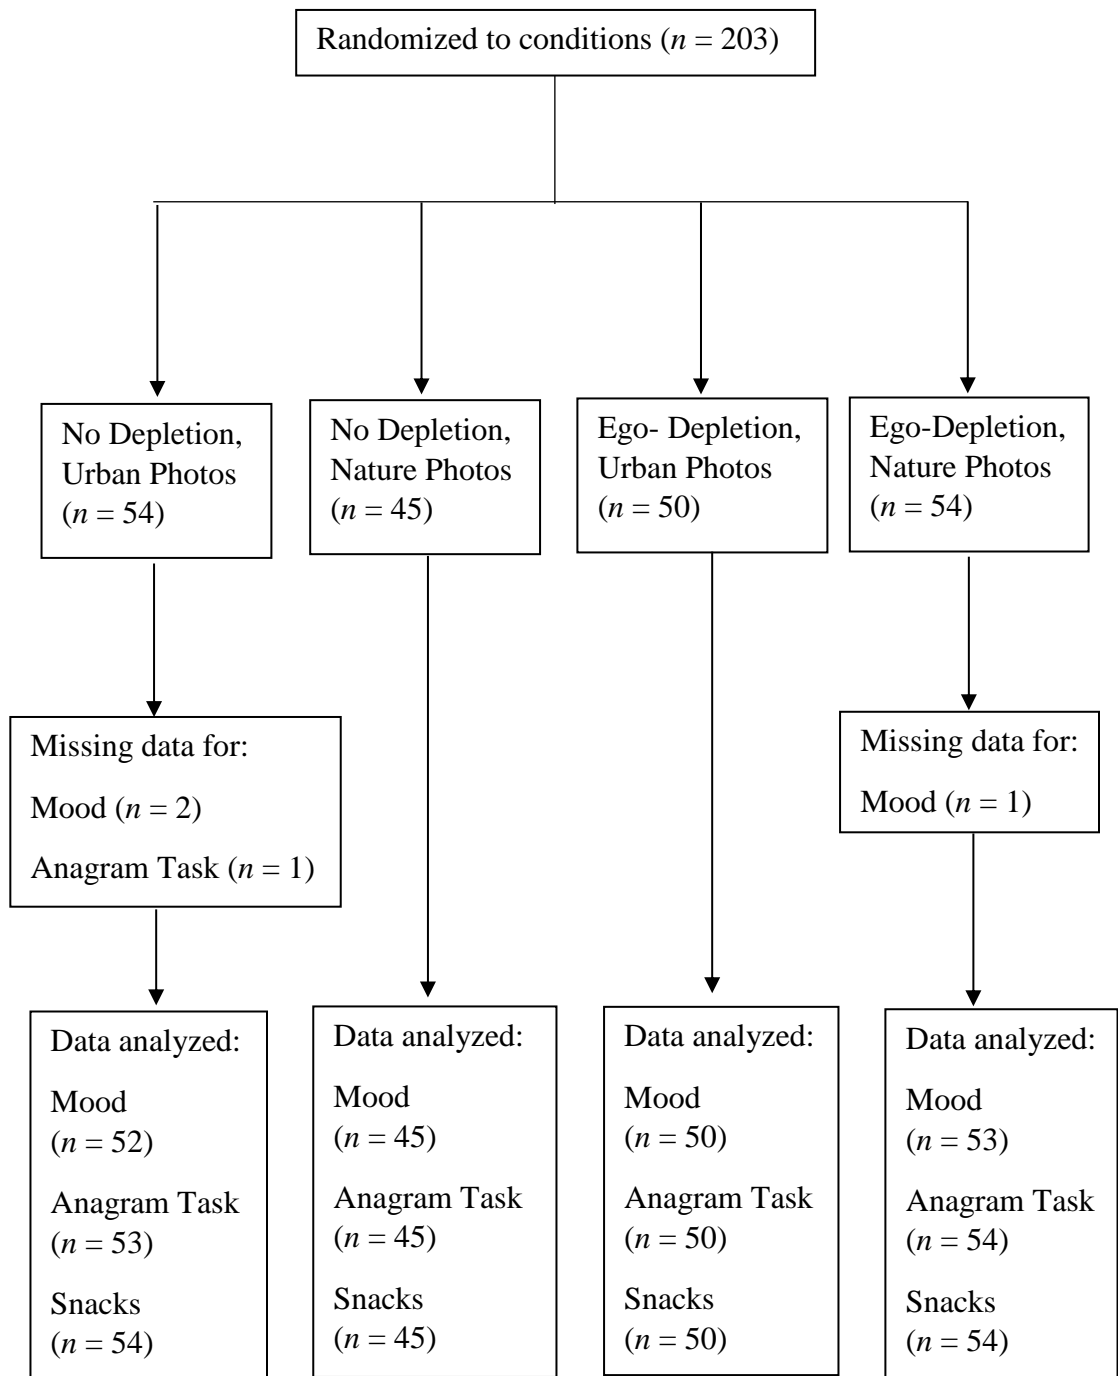 Randomized to conditions (n = 203)
No Depletion,
Urban Photos
(n = 54)
No Depletion,
Nature Photos
(n = 45)
Ego- Depletion,
Urban Photos
(n = 50)
Ego-Depletion,
Nature Photos
(n = 54)
Missing data for:
Mood (n = 2)
Anagram Task (n = 1)
Missing data for:
Mood (n = 1)
Data analyzed:
Mood
(n = 52)
Anagram Task
(n = 53)
Snacks
(n = 54)
Data analyzed:
Mood
(n = 45)
Anagram Task
(n = 45)
Snacks
(n = 45)
Data analyzed:
Mood
(n = 50)
Anagram Task
(n = 50)
Snacks
(n = 50)
Data analyzed:
Mood
(n = 53)
Anagram Task
(n = 54)
Snacks
(n = 54)